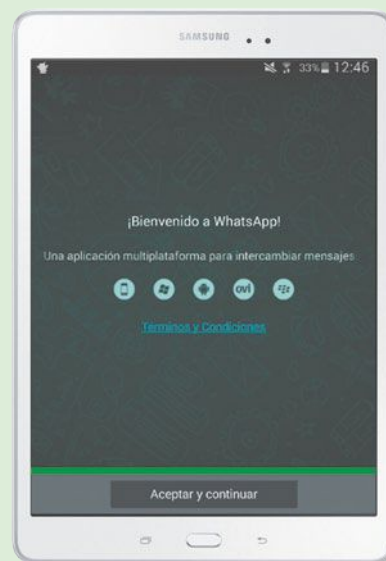 SAMSUNG
33% 12:46
¡Bienvenido a WhatsApp!
Una aplicación multiplataforma para intercambiar mensajes
ovi
Términos y Condiciones
Aceptar y continuar